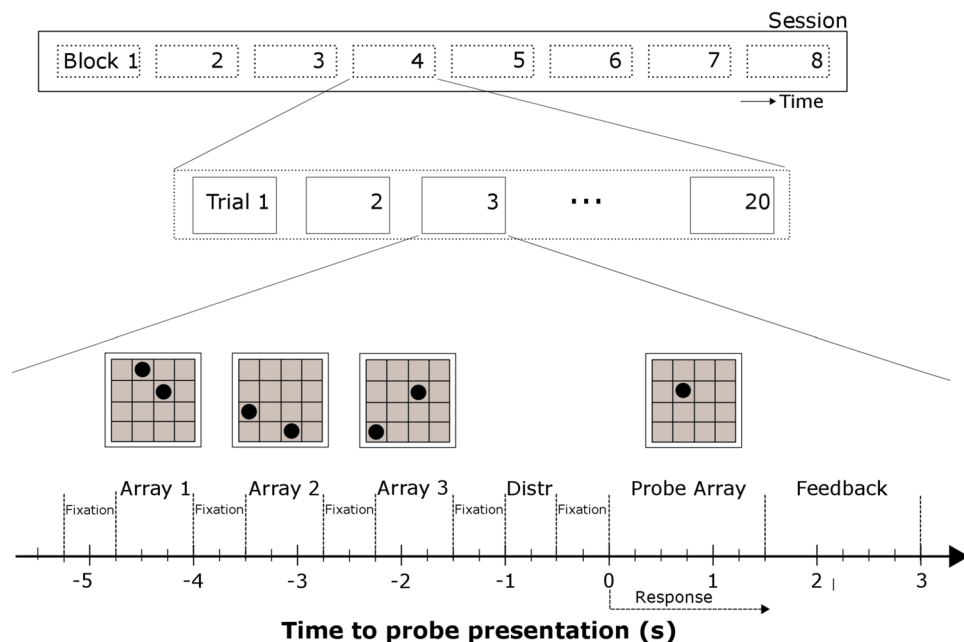 Session
Block 1 2 3 4 5 6 7 8
Time
Trial 1 2 3 ... 20
Array 1 Array 2 Array 3 Distr Probe Array Feedback
Fixation Fixation Fixation Fixation Fixation
-5 -4 -3 -2 -1 0 1 2 3
Response
Time to probe presentation (s)